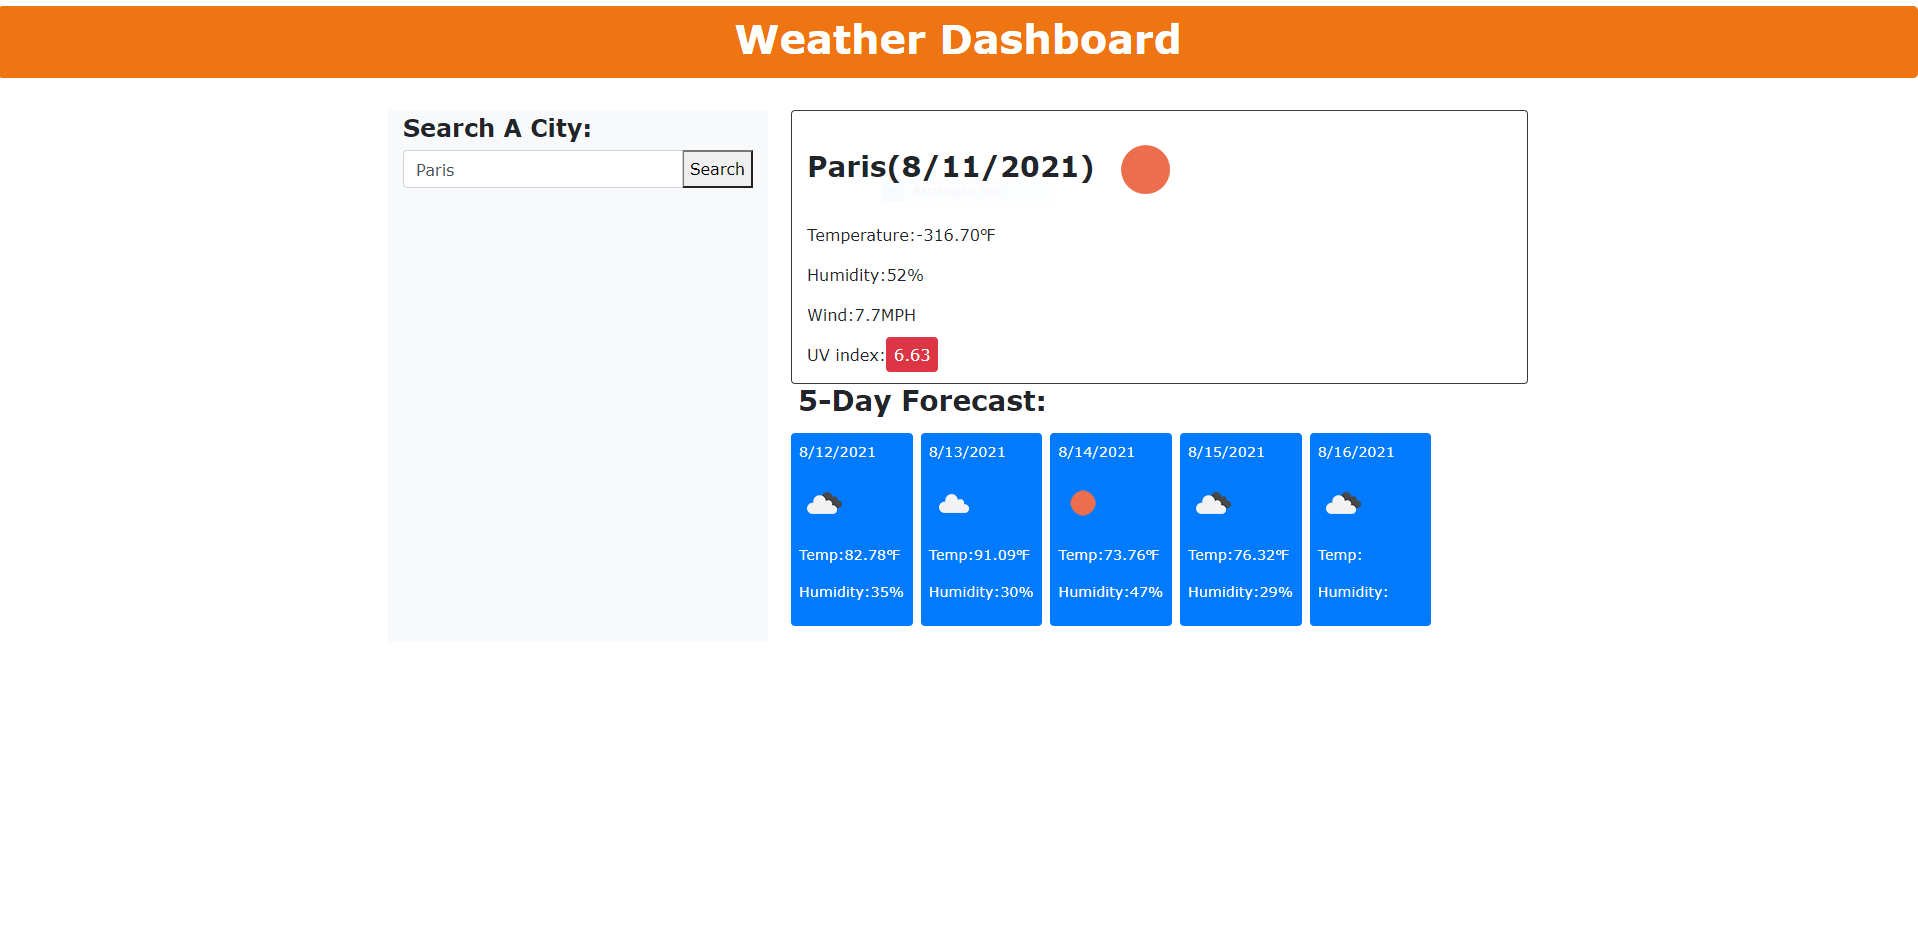 Weather Dashboard
Search A City:
Paris
Search
Paris(8/11/2021)
Temperature:-316.70℉
Humidity:52%
Wind:7.7MPH
UV index:6.63
5-Day Forecast:
8/12/2021
Temp:82.78℉
Humidity:35%
8/13/2021
Temp:91.09℉
Humidity:30%
8/14/2021
Temp:73.76℉
Humidity:47%
8/15/2021
Temp:76.32℉
Humidity:29%
8/16/2021
Temp:
Humidity: